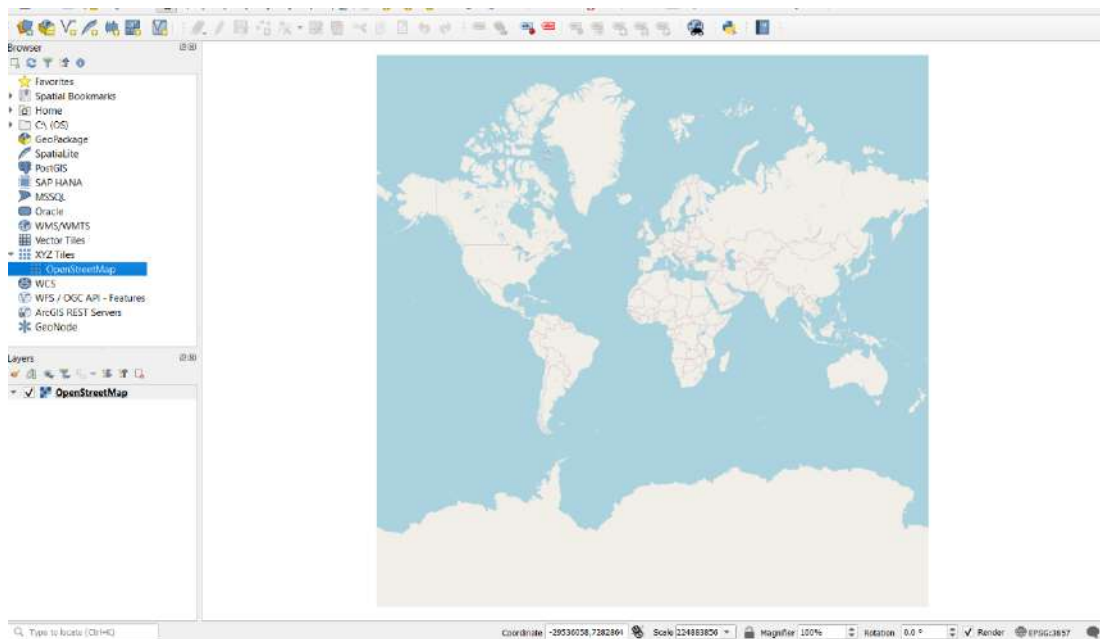 Browser
Favorites
Spatial Bookmarks
Home
C:\ (OS)
GeoPackage
SpatiaLite
PostGIS
SAP HANA
MSSQL
Oracle
WMS/WMTS
Vector Tiles
XYZ Tiles
OpenStreetMap
WCS
WFS / OGC API - Features
ArcGIS REST Servers
GeoNode
Layers
OpenStreetMap
Type to locate (Ctrl+K) Coordinate -29536058,7282864 Scale 224883856 Magnifier 100% Rotation 0.0 ° Render EPSG:3857